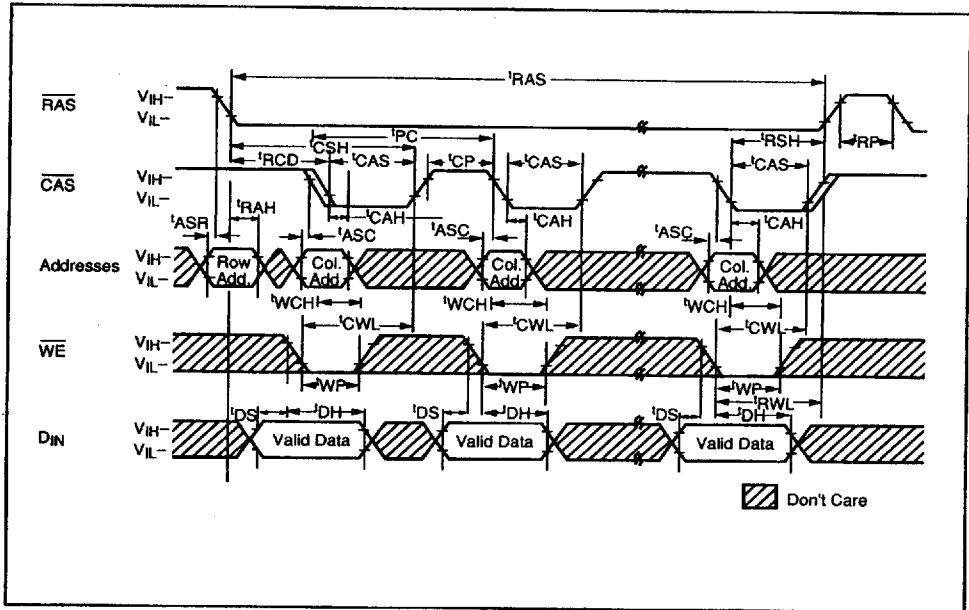 tRAS
RAS VIH–
VIL–
tPC
tCSH tRSH tRP
tRCD tCAS tCP tCAS tCAS
CAS VIH–
VIL–
tRAH tCAH tCAH tCAH
tASR tASC tASC tASC
Addresses VIH–
VIL–
Row Add. Col. Add Col. Add. Col. Add.
tWCH tWCH tWCH
tCWL tCWL tCWL
WE VIH–
VIL–
tWP tWP tWP
tRWL
tDS tDH tDS tDH tDS tDH
DIN VIH–
VIL–
Valid Data Valid Data Valid Data
Don't Care